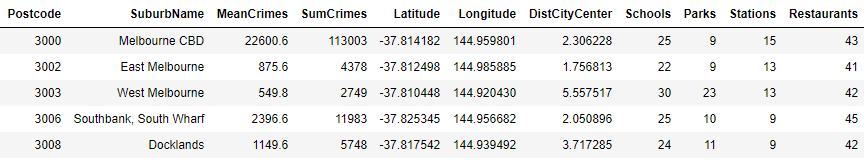 Postcode SuburbName MeanCrimes SumCrimes Latitude Longitude DistCityCenter Schools Parks Stations Restaurants
3000 Melbourne CBD 22600.6 113003 -37.814182 144.959801 2.306228 25 9 15 43
3002 East Melbourne 875.6 4378 -37.812498 144.985885 1.756813 22 9 13 41
3003 West Melbourne 549.8 2749 -37.810448 144.920430 5.557517 30 23 13 42
3006 Southbank, South Wharf 2396.6 11983 -37.825345 144.956682 2.050896 25 10 9 45
3008 Docklands 1149.6 5748 -37.817542 144.939492 3.717285 24 11 9 42